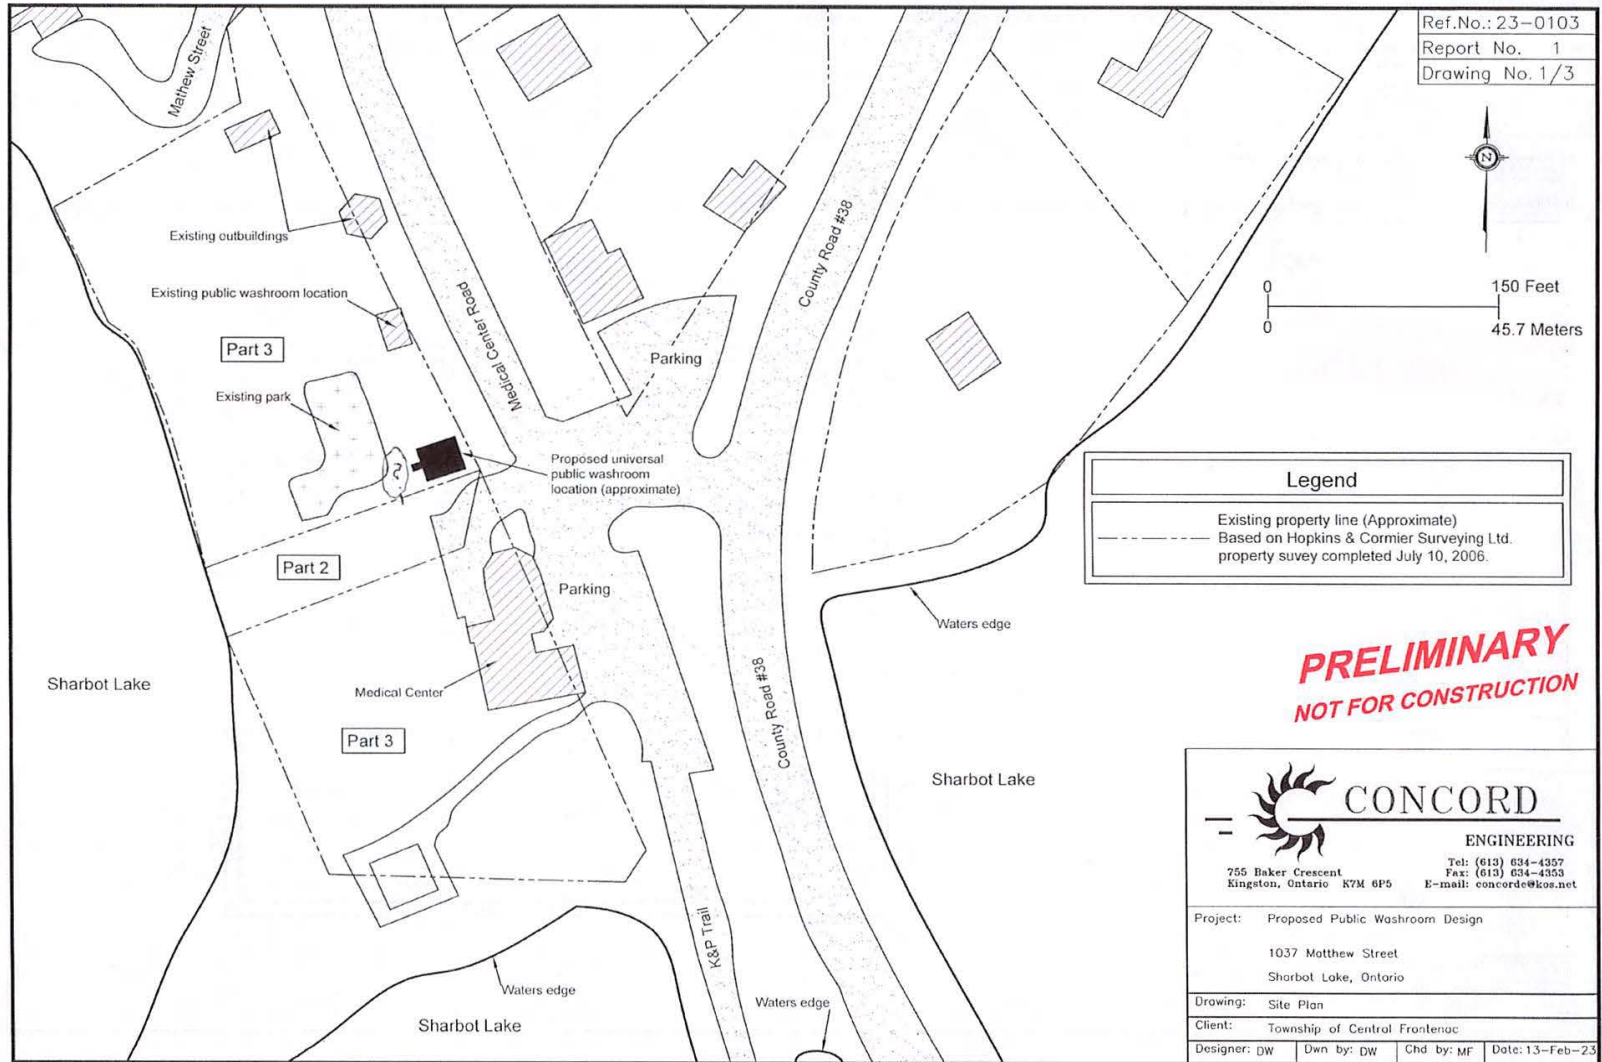 Ref.No.: 23-0103
Report No. 1
Drawing No. 1/3
Mathew Street
N
Existing outbuildings
County Road #38
0 150 Feet
0 45.7 Meters
Existing public washroom location
Medical Center Road
Part 3
Parking
Existing park
Proposed universal
public washroom
location (approximate)
Legend
Existing property line (Approximate)
Based on Hopkins & Cormier Surveying Ltd.
property suvey completed July 10, 2006.
Part 2
Parking
Waters edge
PRELIMINARY
NOT FOR CONSTRUCTION
Sharbot Lake
Medical Center
County Road #38
Part 3
Sharbot Lake
CONCORD
ENGINEERING
755 Baker Crescent
Kingston, Ontario K7M 6P5
Tel: (613) 634-4357
Fax: (613) 634-4353
E-mail: concorde@kos.net
Project: Proposed Public Washroom Design
1037 Matthew Street
Sharbot Lake, Ontario
K&P Trail
Waters edge
Waters edge
Sharbot Lake
Drawing: Site Plan
Client: Township of Central Frontenac
Designer: DW Dwn by: DW Chd by: MF Date: 13-Feb-23